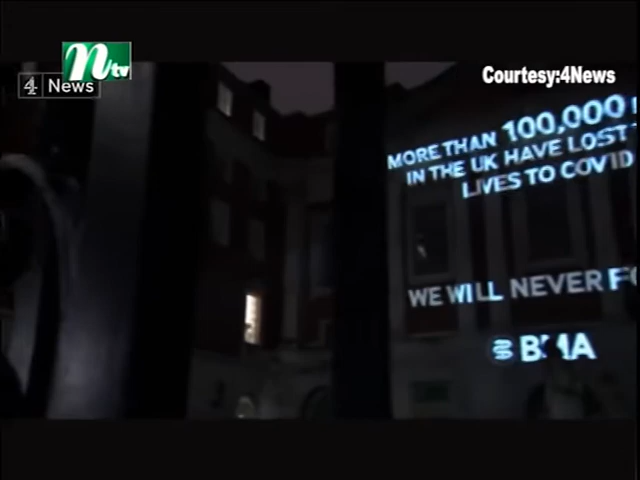 ntv
4 News
Courtesy:4News
MORE THAN 100,000
IN THE UK HAVE LOST
LIVES TO COVID
WE WILL NEVER
BMA